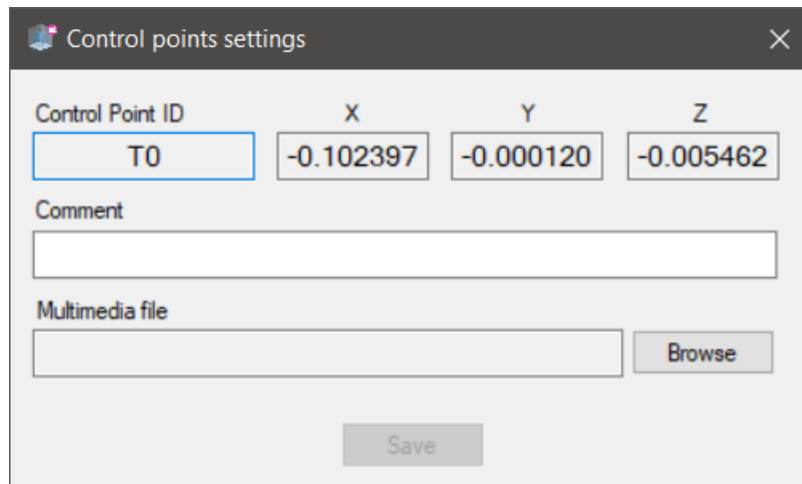 Control points settings
Control Point ID X Y Z
T0 -0.102397 -0.000120 -0.005462
Comment
Multimedia file
Browse
Save